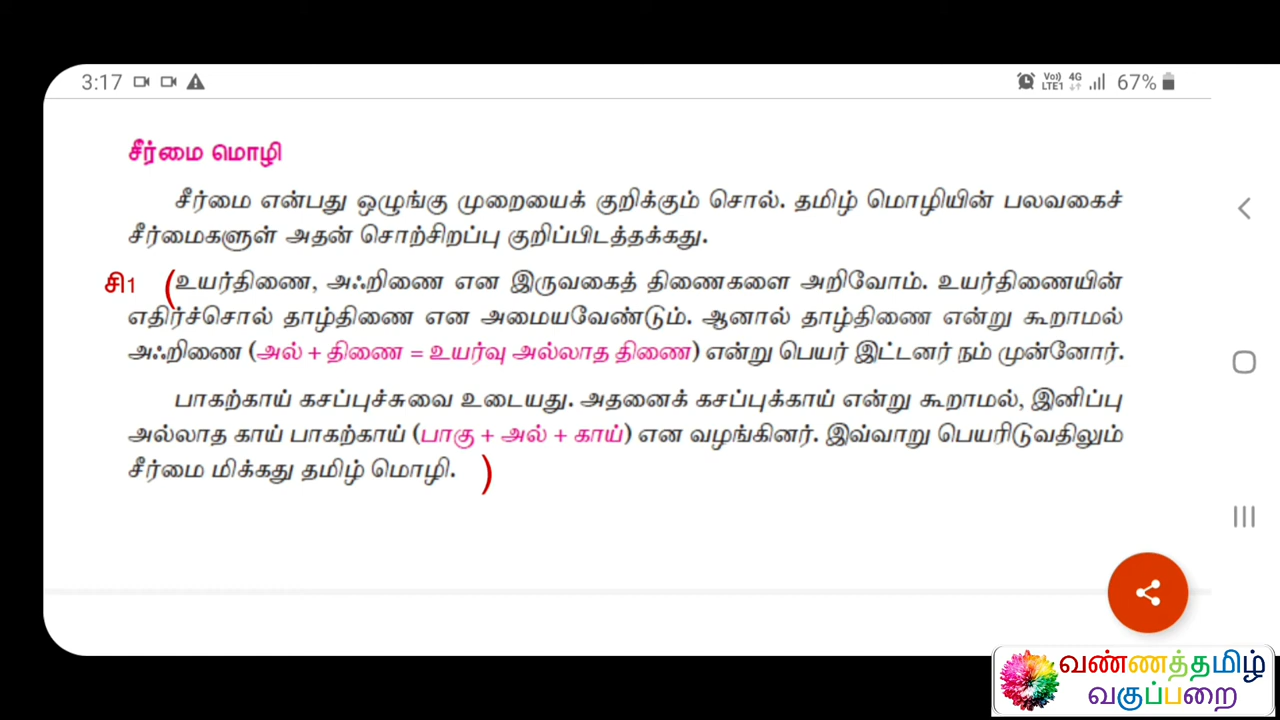 3:17 Vo) LTE1 4G 67%
சீர்மை மொழி
சீர்மை என்பது ஒழுங்கு முறையைக் குறிக்கும் சொல். தமிழ் மொழியின் பலவகைச்
சீர்மைகளுள் அதன் சொற்சிறப்பு குறிப்பிடத்தக்கது.
சி1 (உயர்திணை, அஃறிணை என இருவகைத் திணைகளை அறிவோம். உயர்திணையின்
எதிர்ச்சொல் தாழ்திணை என அமையவேண்டும். ஆனால் தாழ்திணை என்று கூறாமல்
அஃறிணை (அல் + திணை = உயர்வு அல்லாத திணை) என்று பெயர் இட்டனர் நம் முன்னோர்.
பாகற்காய் கசப்புச்சுவை உடையது. அதனைக் கசப்புக்காய் என்று கூறாமல், இனிப்பு
அல்லாத காய் பாகற்காய் (பாகு + அல் + காய்) என வழங்கினர். இவ்வாறு பெயரிடுவதிலும்
சீர்மை மிக்கது தமிழ் மொழி. )
வண்ணத்தமிழ்
வகுப்பறை